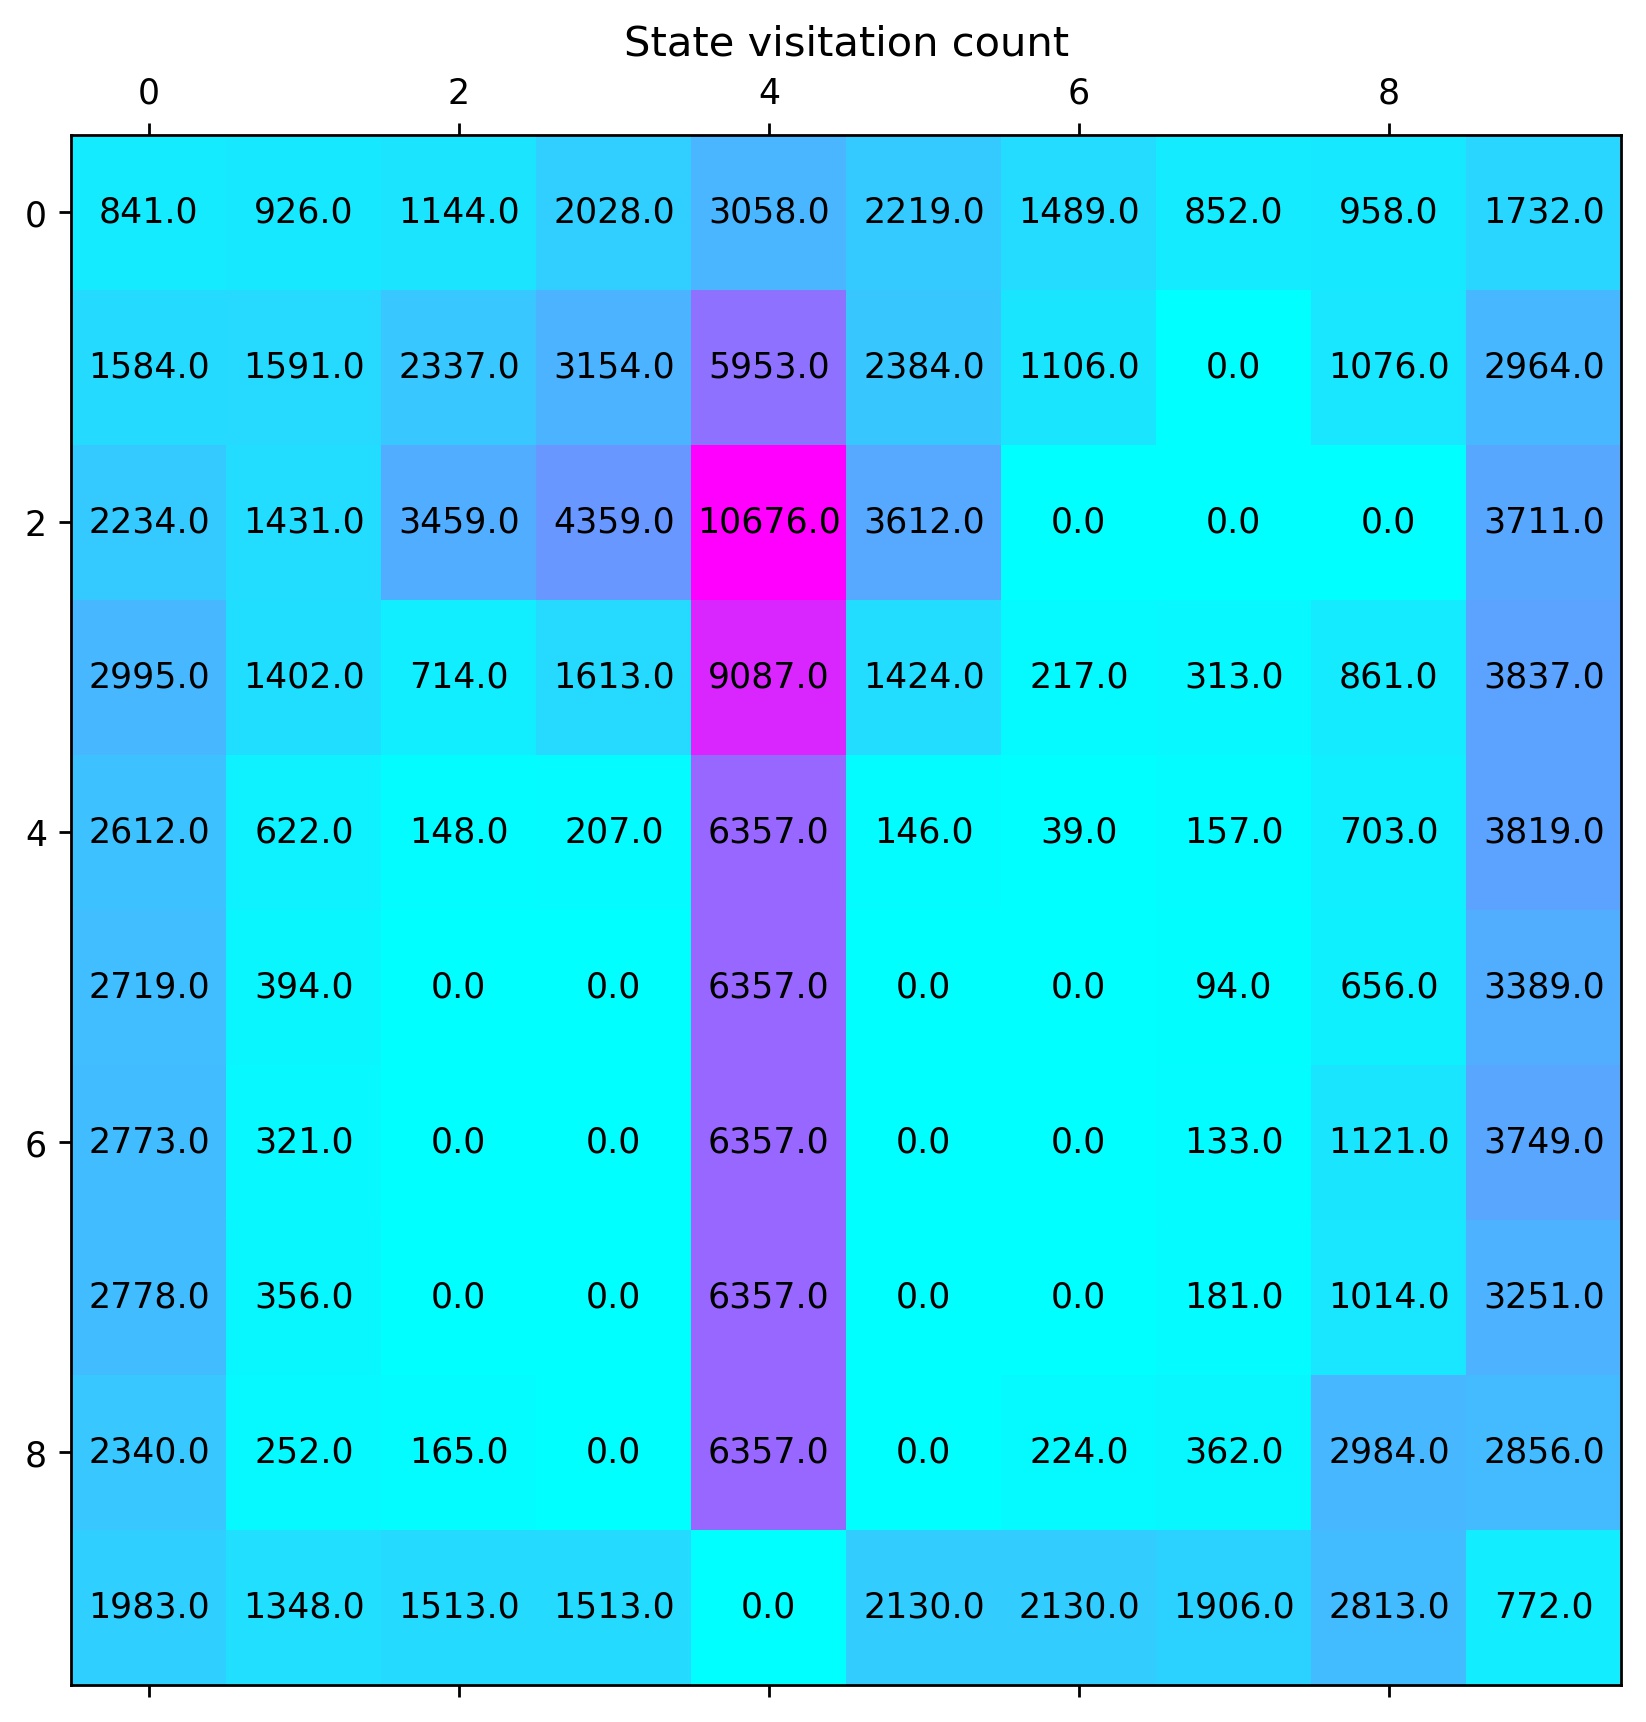 State visitation count
0 2 4 6 8
0 841.0 926.0 1144.0 2028.0 3058.0 2219.0 1489.0 852.0 958.0 1732.0
1584.0 1591.0 2337.0 3154.0 5953.0 2384.0 1106.0 0.0 1076.0 2964.0
2 2234.0 1431.0 3459.0 4359.0 10676.0 3612.0 0.0 0.0 0.0 3711.0
2995.0 1402.0 714.0 1613.0 9087.0 1424.0 217.0 313.0 861.0 3837.0
4 2612.0 622.0 148.0 207.0 6357.0 146.0 39.0 157.0 703.0 3819.0
2719.0 394.0 0.0 0.0 6357.0 0.0 0.0 94.0 656.0 3389.0
6 2773.0 321.0 0.0 0.0 6357.0 0.0 0.0 133.0 1121.0 3749.0
2778.0 356.0 0.0 0.0 6357.0 0.0 0.0 181.0 1014.0 3251.0
8 2340.0 252.0 165.0 0.0 6357.0 0.0 224.0 362.0 2984.0 2856.0
1983.0 1348.0 1513.0 1513.0 0.0 2130.0 2130.0 1906.0 2813.0 772.0